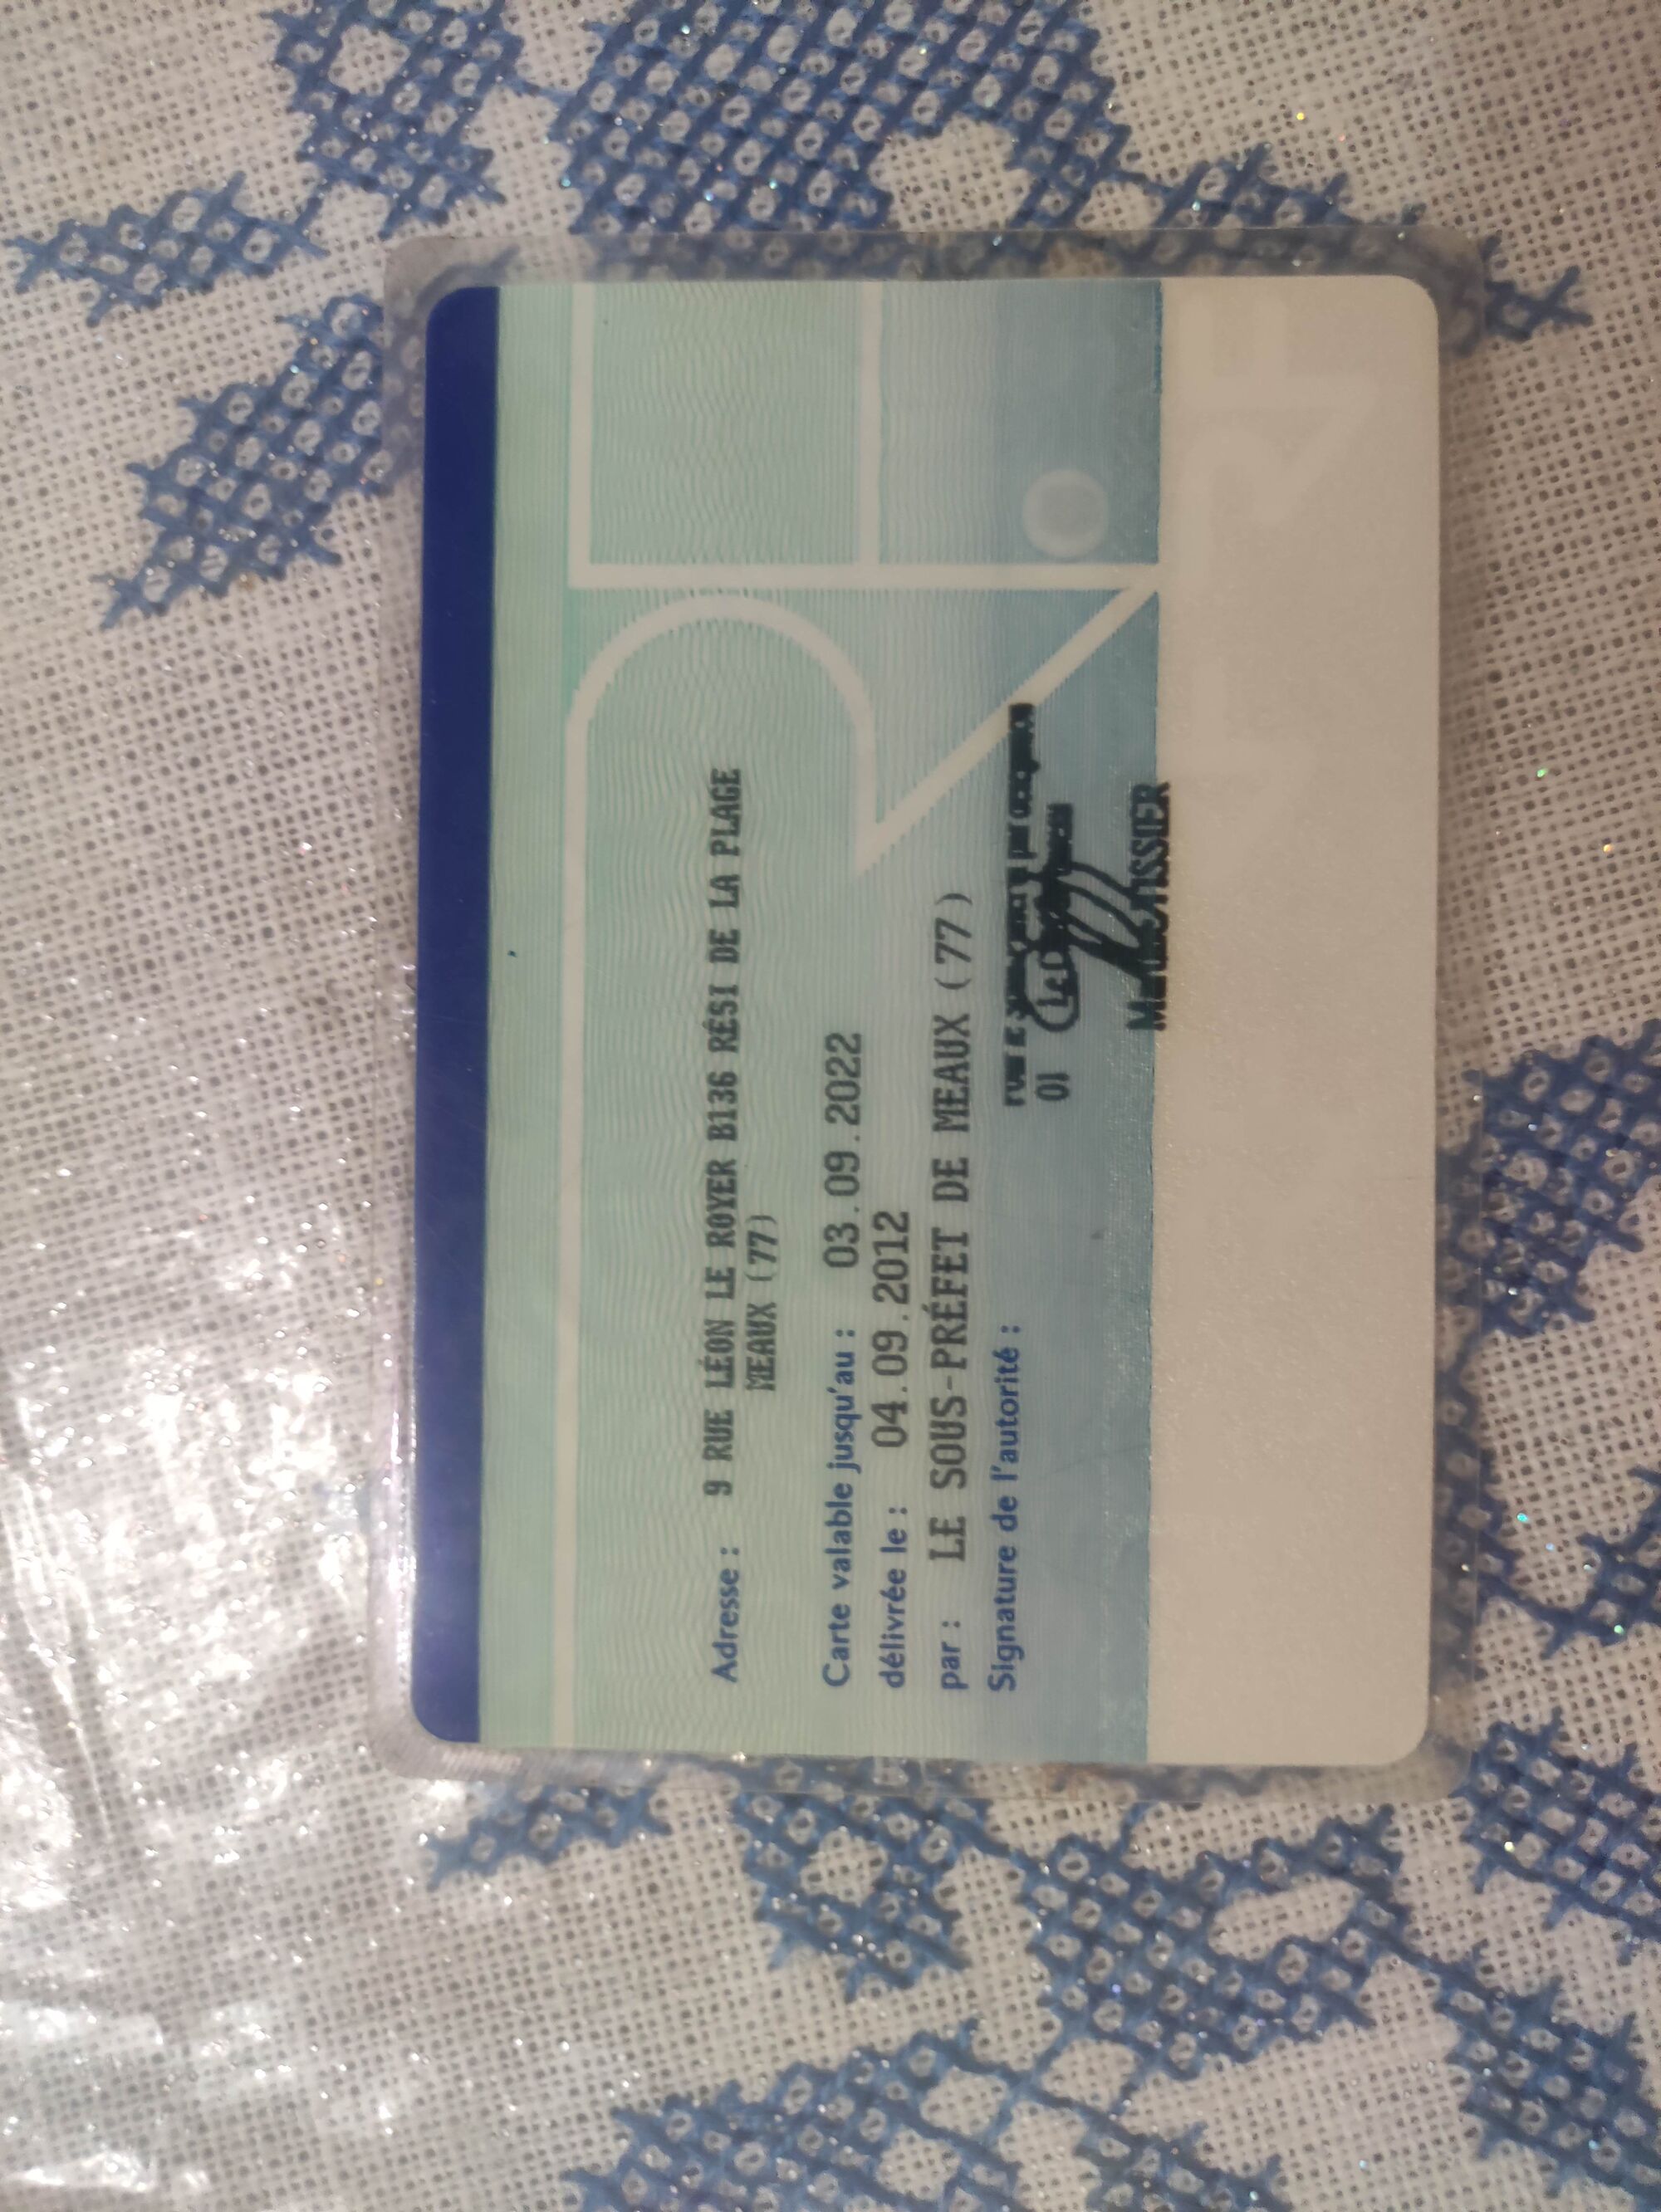 Adresse : 9 RUE LÉON LE ROYER B136 RÉSI DE LA PLAGE
MEAUX (77)
Carte valable jusqu'au : 03.09.2022
délivrée le : 04.09.2012
par : LE SOUS-PRÉFET DE MEAUX (77)
Signature de l'autorité :
RF